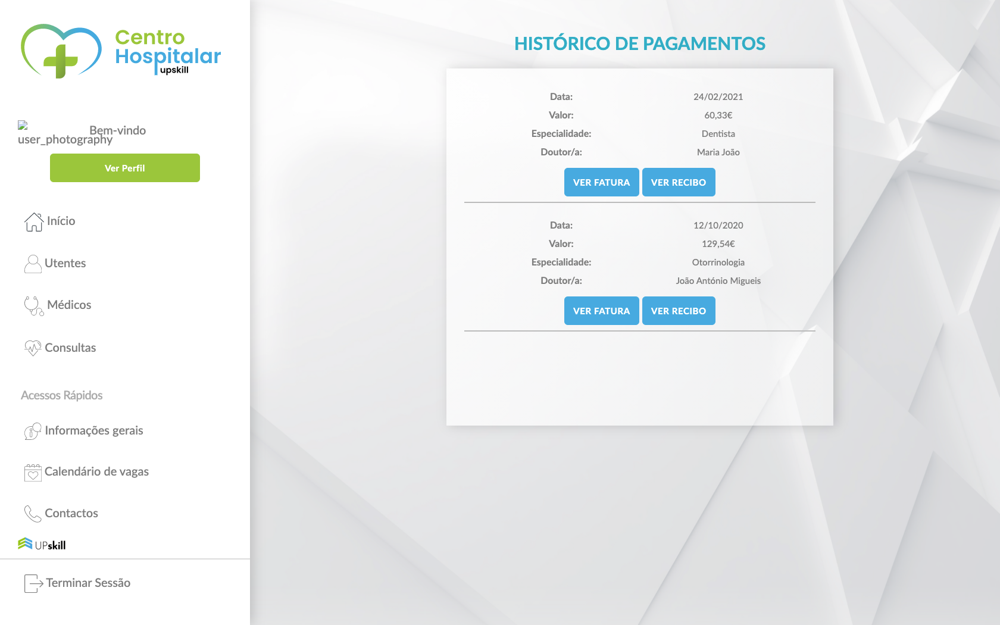 Centro
Hospitalar
upskill
user_photography
Bem-vindo
Ver Perfil
Início
Utentes
Médicos
Consultas
Acessos Rápidos
Informações gerais
Calendário de vagas
Contactos
UPskill
Terminar Sessão
HISTÓRICO DE PAGAMENTOS
Data: 24/02/2021
Valor: 60,33€
Especialidade: Dentista
Doutor/a: Maria João
VER FATURA VER RECIBO
Data: 12/10/2020
Valor: 129,54€
Especialidade: Otorrinologia
Doutor/a: João António Migueis
VER FATURA VER RECIBO